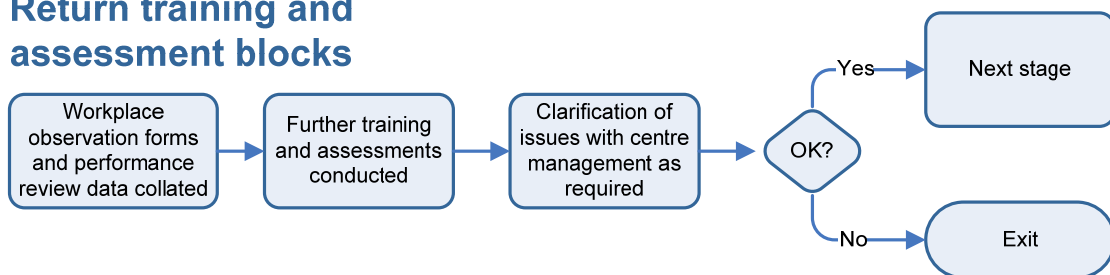 Return training and
assessment blocks
Workplace
observation forms
and performance
review data collated
Further training
and assessments
conducted
Clarification of
issues with centre
management as
required
OK?
Yes
Next stage
No
Exit